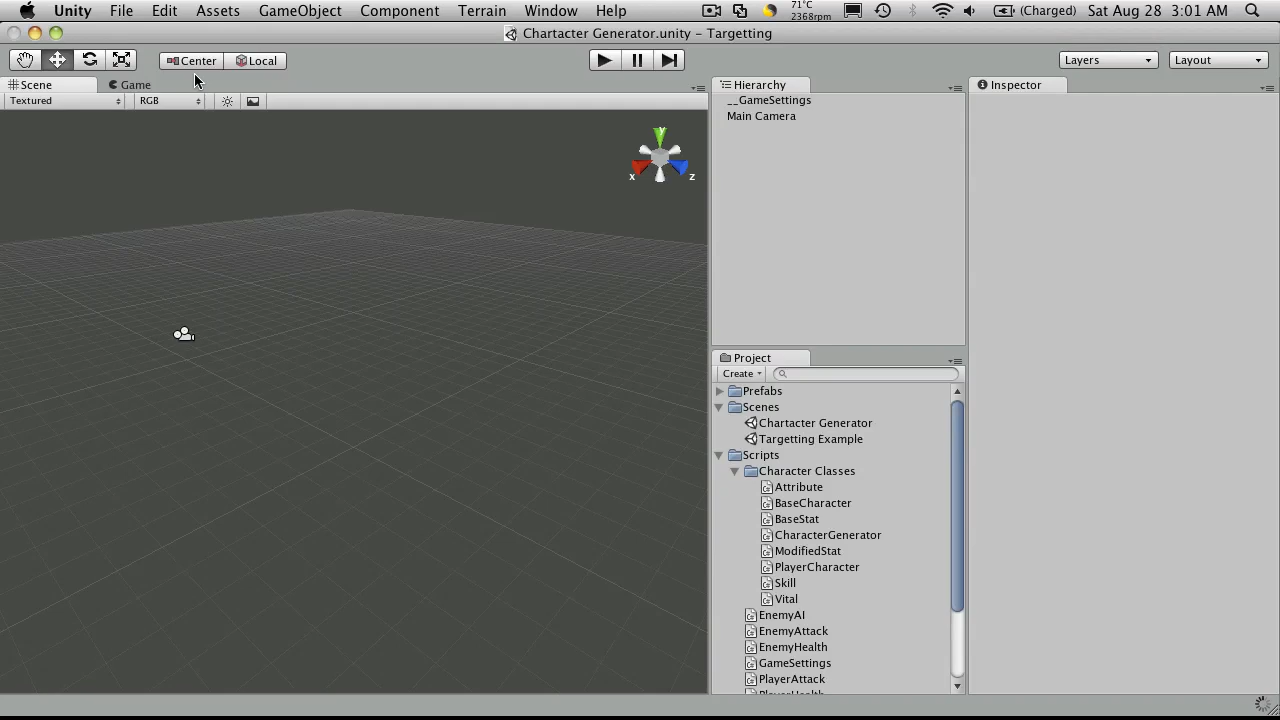 Unity File Edit Assets GameObject Component Terrain Window Help 71°C 2368rpm (Charged) Sat Aug 28 3:01 AM
Chartacter Generator.unity – Targetting
Center Local Layers Layout
Scene Game Hierarchy Inspector
Textured RGB
__GameSettings
Main Camera
y
x z
Project
Create
Prefabs
Scenes
Chartacter Generator
Targetting Example
Scripts
Character Classes
Attribute
BaseCharacter
BaseStat
CharacterGenerator
ModifiedStat
PlayerCharacter
Skill
Vital
EnemyAI
EnemyAttack
EnemyHealth
GameSettings
PlayerAttack
PlayerHealth